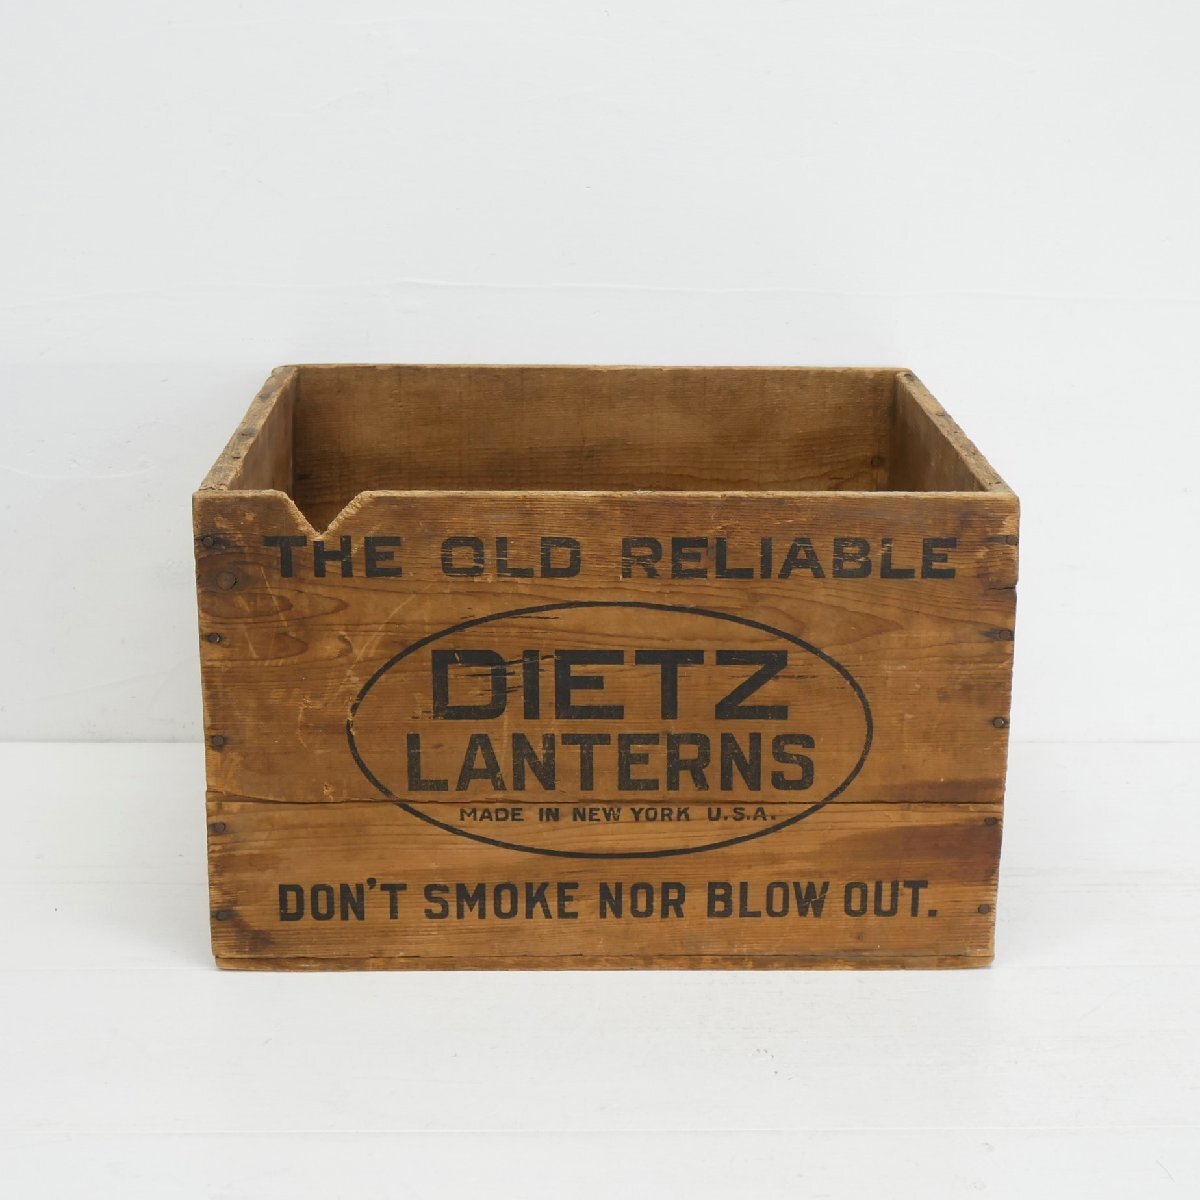 THE OLD RELIABLE
DIETZ
LANTERNS
MADE IN NEW YORK U.S.A.
DON'T SMOKE NOR BLOW OUT.